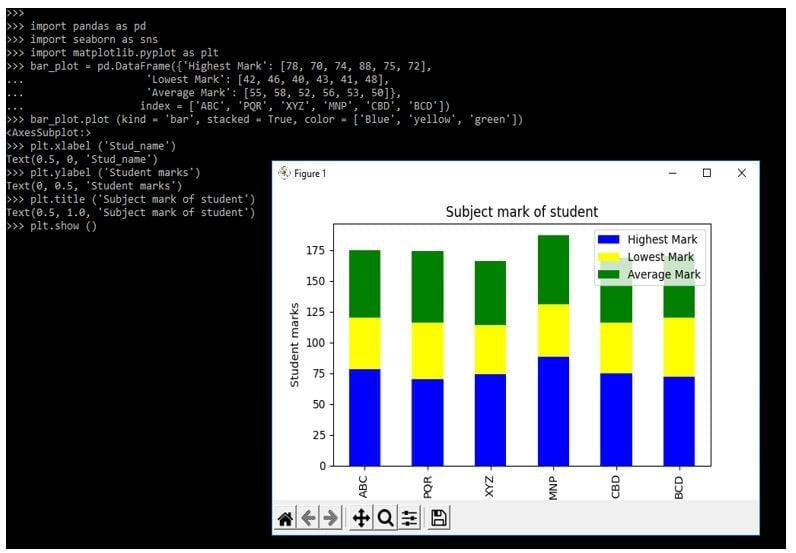 >>>
>>> import pandas as pd
>>> import seaborn as sns
>>> import matplotlib.pyplot as plt
>>> bar_plot = pd.DataFrame({'Highest Mark': [78, 70, 74, 88, 75, 72],
... 'Lowest Mark': [42, 46, 40, 43, 41, 48],
... 'Average Mark': [55, 58, 52, 56, 53, 50]},
... index = ['ABC', 'PQR', 'XYZ', 'MNP', 'CBD', 'BCD'])
>>> bar_plot.plot (kind = 'bar', stacked = True, color = ['Blue', 'yellow', 'green'])
<AxesSubplot:>
>>> plt.xlabel ('Stud_name')
Text(0.5, 0, 'Stud_name')
>>> plt.ylabel ('Student marks')
Text(0, 0.5, 'Student marks')
>>> plt.title ('Subject mark of student')
Text(0.5, 1.0, 'Subject mark of student')
>>> plt.show ()
Figure 1
Subject mark of student
Highest Mark
Lowest Mark
Average Mark
Student marks
175
150
125
100
75
50
25
0
ABC
PQR
XYZ
MNP
CBD
BCD